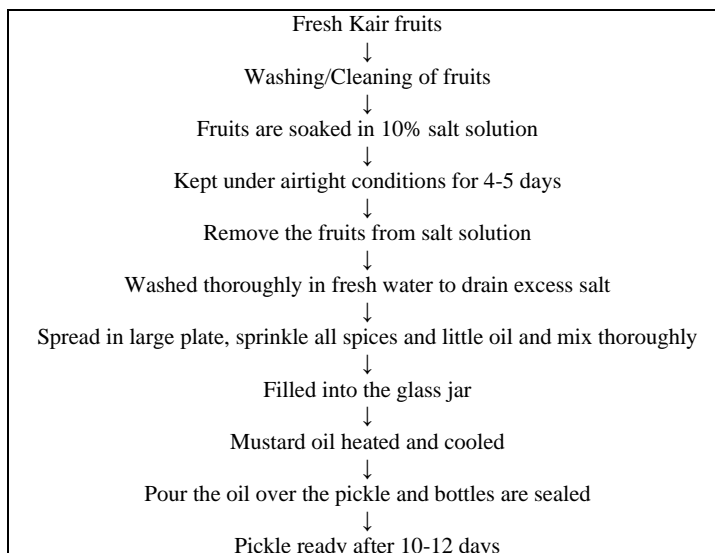 Fresh Kair fruits
↓
Washing/Cleaning of fruits
↓
Fruits are soaked in 10% salt solution
↓
Kept under airtight conditions for 4-5 days
↓
Remove the fruits from salt solution
↓
Washed thoroughly in fresh water to drain excess salt
↓
Spread in large plate, sprinkle all spices and little oil and mix thoroughly
↓
Filled into the glass jar
↓
Mustard oil heated and cooled
↓
Pour the oil over the pickle and bottles are sealed
↓
Pickle ready after 10-12 days